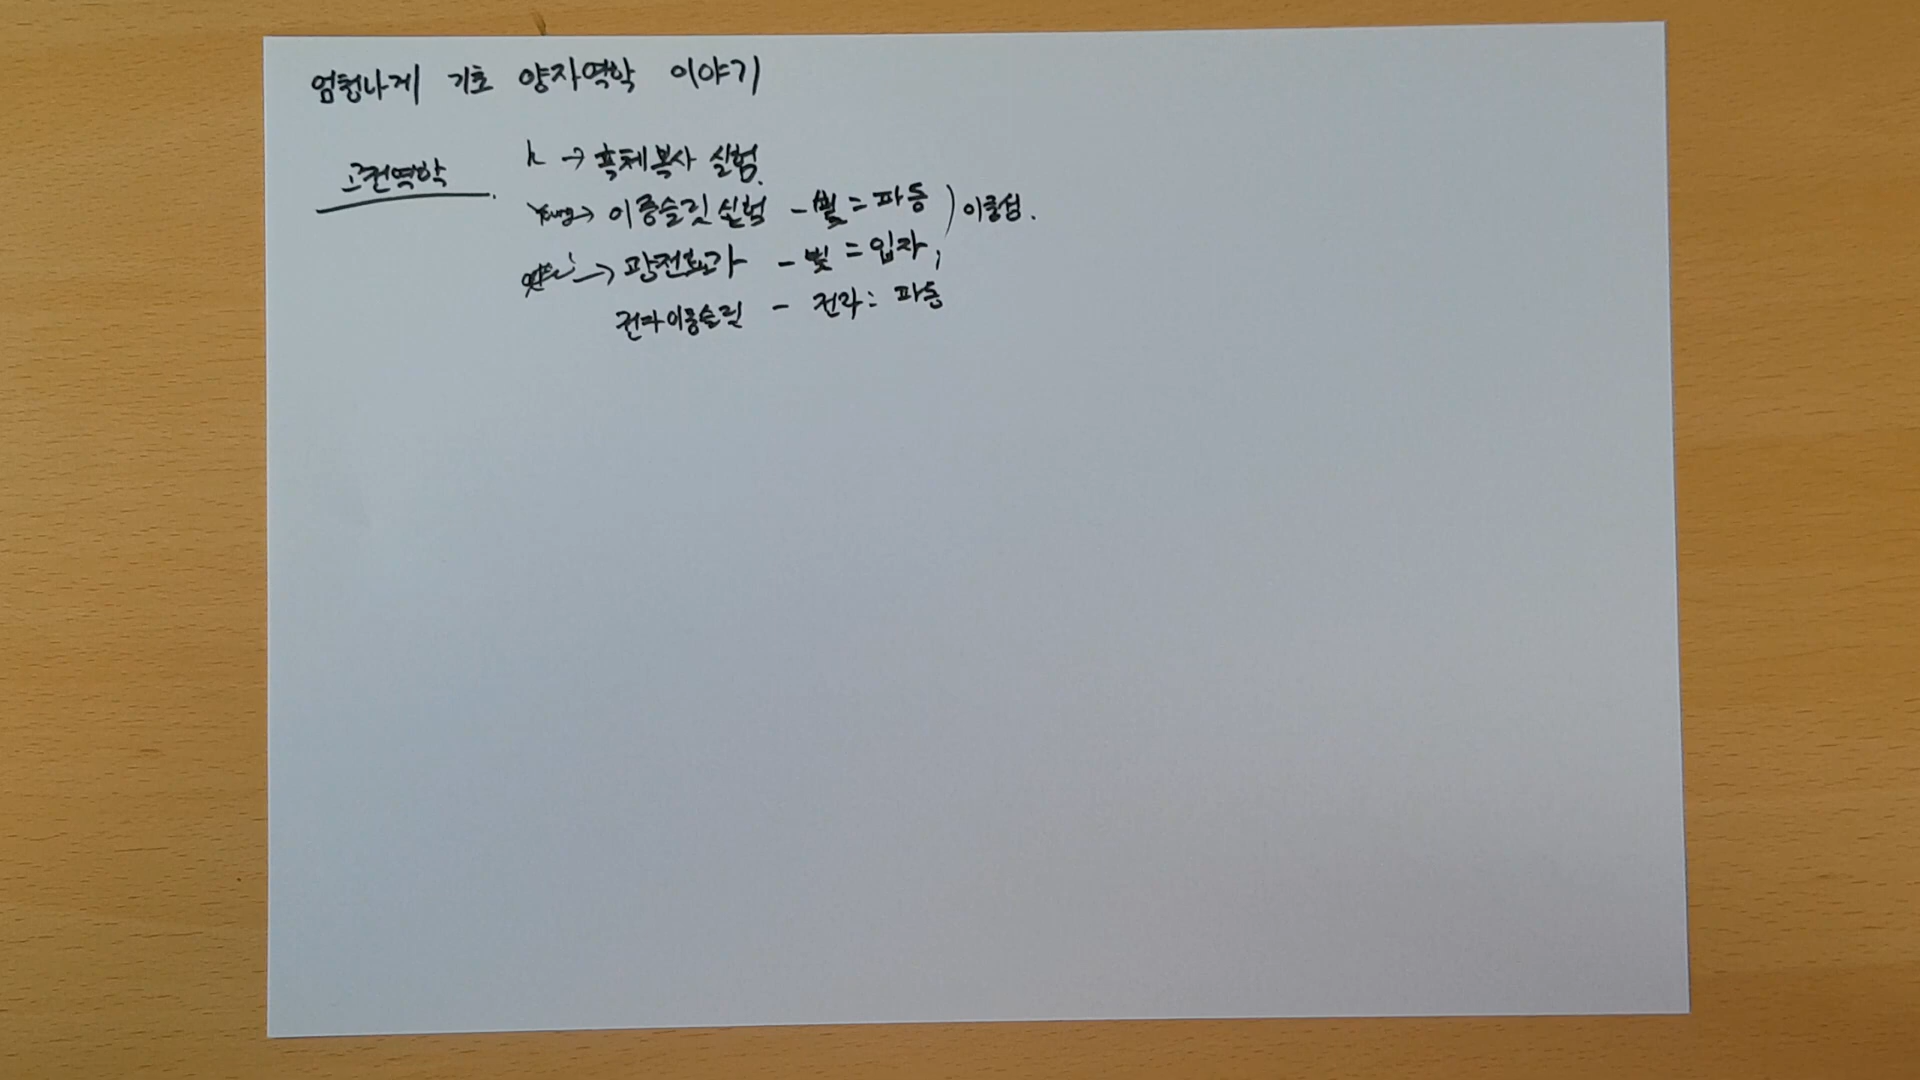 엄청나게 기초 양자역학 이야기
고전역학
h → 흑체복사 실험.
Young → 이중슬릿 실험 - 빛 = 파동 ) 이중성.
→ 광전효과 - 빛 = 입자,
전자이중슬릿 - 전자 = 파동